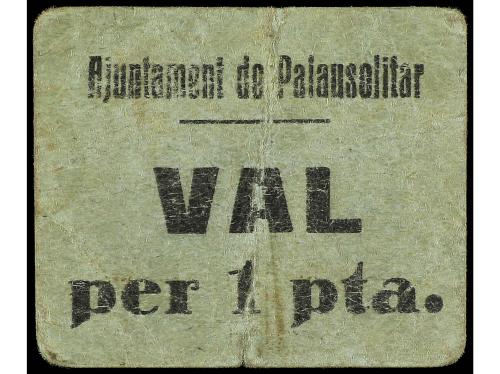 Ajuntament de Palausolitar
VAL
per 1 pta.